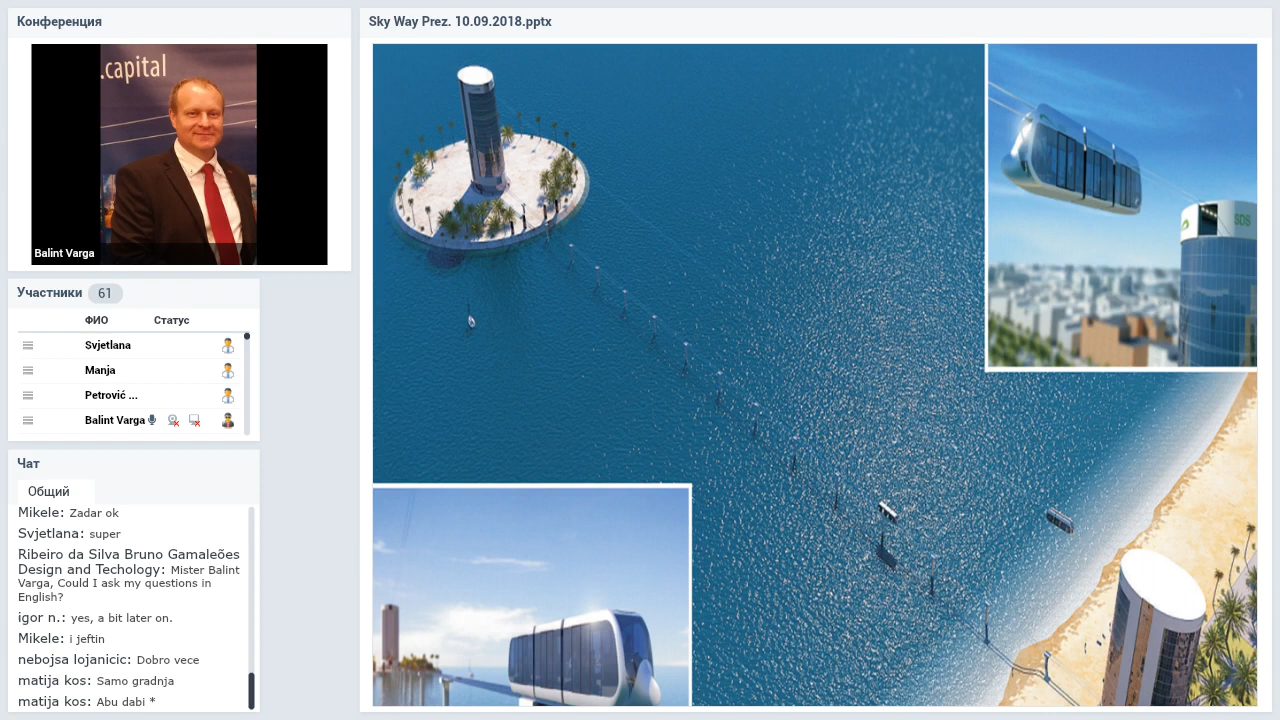 Конференция
.capital
Balint Varga
Участники 61
ФИО Статус
Svjetlana
Manja
Petrović ...
Balint Varga
Чат
Общий
Mikele: Zadar ok
Svjetlana: super
Ribeiro da Silva Bruno Gamaleões
Design and Techology: Mister Balint
Varga, Could I ask my questions in
English?
igor n.: yes, a bit later on.
Mikele: i jeftin
nebojsa lojanicic: Dobro vece
matija kos: Samo gradnja
matija kos: Abu dabi *
Sky Way Prez. 10.09.2018.pptx
SDS